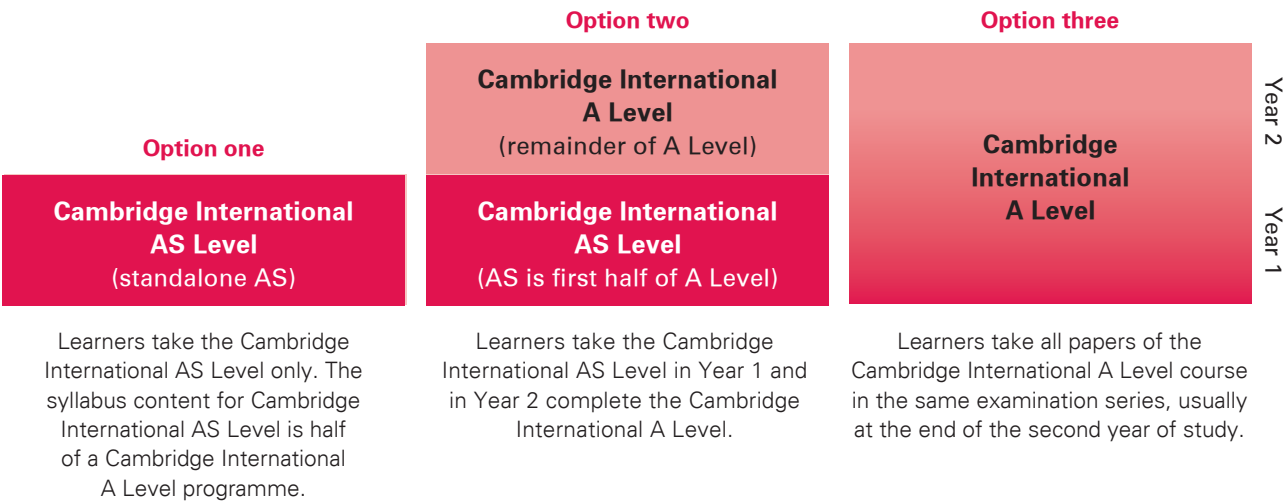 Option one
Cambridge International
AS Level
(standalone AS)
Learners take the Cambridge
International AS Level only. The
syllabus content for Cambridge
International AS Level is half
of a Cambridge International
A Level programme.
Option two
Cambridge International
A Level
(remainder of A Level)
Cambridge International
AS Level
(AS is first half of A Level)
Learners take the Cambridge
International AS Level in Year 1 and
in Year 2 complete the Cambridge
International A Level.
Option three
Cambridge
International
A Level
Learners take all papers of the
Cambridge International A Level course
in the same examination series, usually
at the end of the second year of study.
Year 2
Year 1